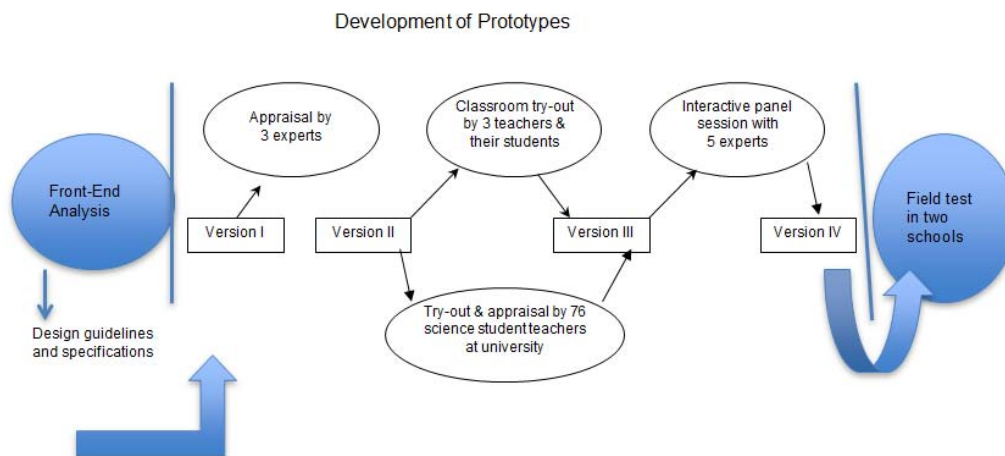 Development of Prototypes
Front-End
Analysis
Design guidelines
and specifications
Appraisal by
3 experts
Version I
Version II
Classroom try-out
by 3 teachers &
their students
Try-out & appraisal by 76
science student teachers
at university
Version III
Interactive panel
session with
5 experts
Version IV
Field test
in two
schools